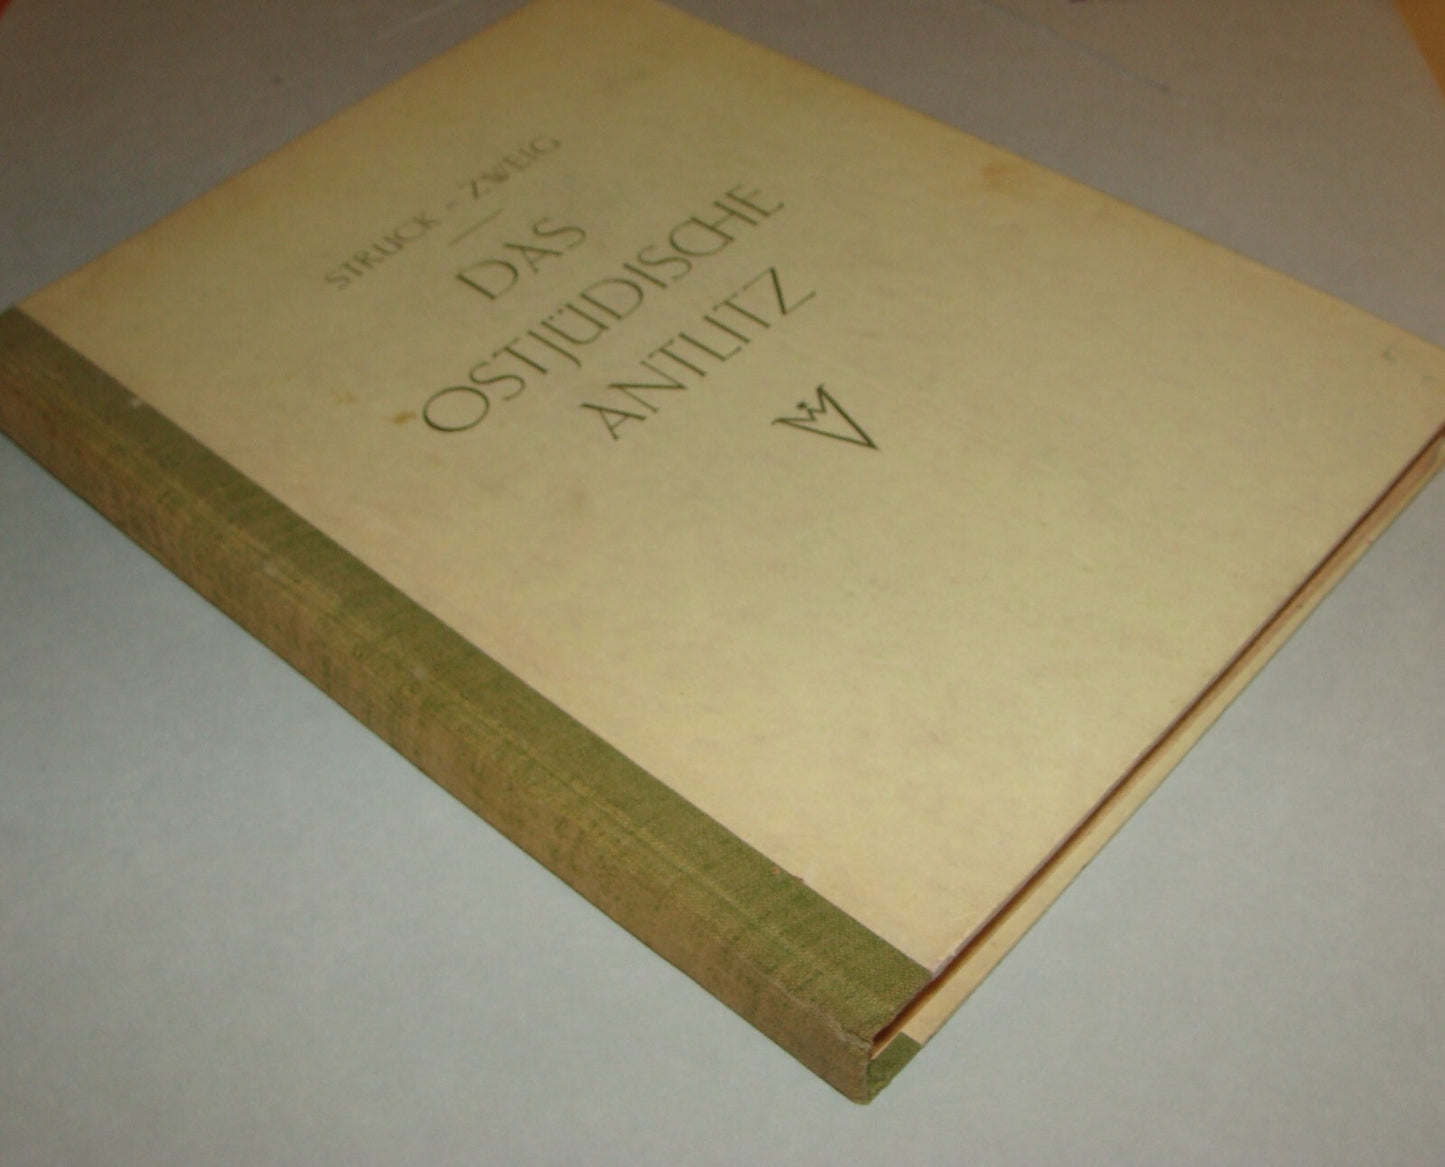 STRUCK - ZWEIG
DAS
OSTJÜDISCHE
ANTLITZ